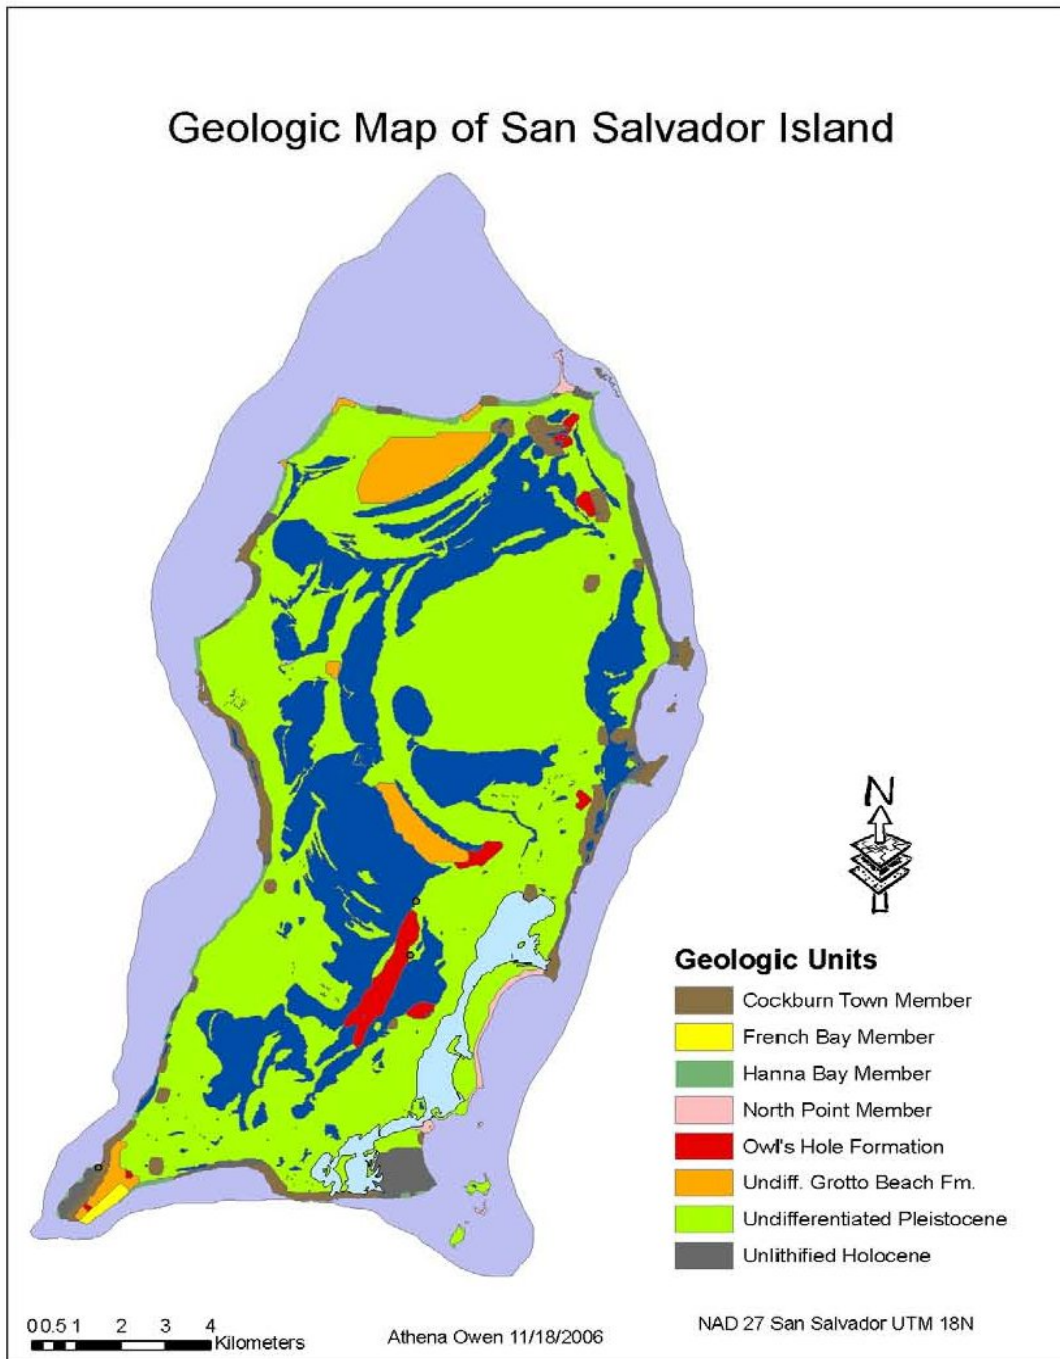 Geologic Map of San Salvador Island
N
Geologic Units
Cockburn Town Member
French Bay Member
Hanna Bay Member
North Point Member
Owl's Hole Formation
Undiff. Grotto Beach Fm.
Undifferentiated Pleistocene
Unlithified Holocene
0 0.5 1 2 3 4
Kilometers
Athena Owen 11/18/2006
NAD 27 San Salvador UTM 18N